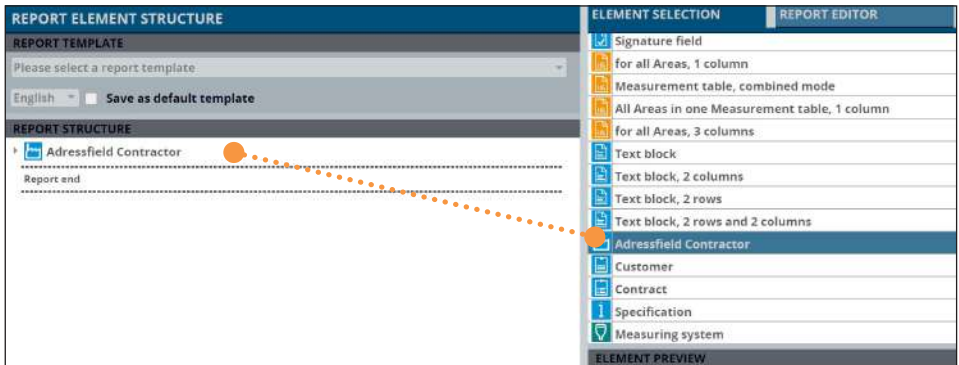 REPORT ELEMENT STRUCTURE
REPORT TEMPLATE
Please select a report template
English
Save as default template
REPORT STRUCTURE
Adressfield Contractor
Report end
ELEMENT SELECTION
REPORT EDITOR
Signature field
for all Areas, 1 column
Measurement table, combined mode
All Areas in one Measurement table, 1 column
for all Areas, 3 columns
Text block
Text block, 2 columns
Text block, 2 rows
Text block, 2 rows and 2 columns
Adressfield Contractor
Customer
Contract
Specification
Measuring system
ELEMENT PREVIEW